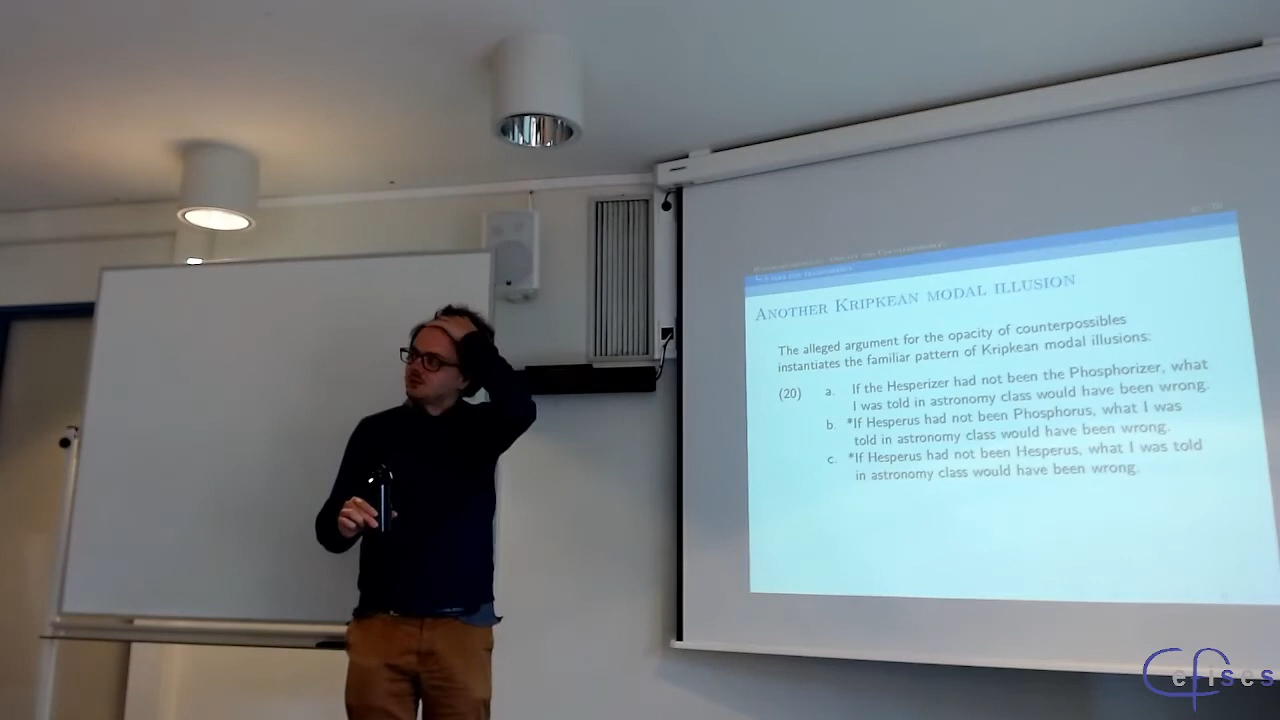 ANOTHER KRIPKEAN MODAL ILLUSION
The alleged argument for the opacity of counterpossibles
instantiates the familiar pattern of Kripkean modal illusions:
(20) a. If the Hesperizer had not been the Phosphorizer, what
I was told in astronomy class would have been wrong.
b. *If Hesperus had not been Phosphorus, what I was
told in astronomy class would have been wrong.
c. *If Hesperus had not been Hesperus, what I was told
in astronomy class would have been wrong.
Cefises